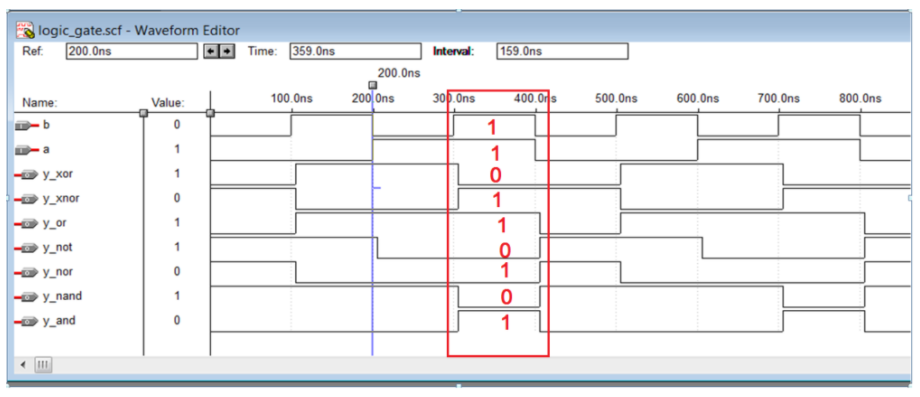 logic_gate.scf - Waveform Editor
Ref: 200.0ns Time: 359.0ns Interval: 159.0ns
200.0ns
Name: Value: 100.0ns 200.0ns 300.0ns 400.0ns 500.0ns 600.0ns 700.0ns 800.0ns
b 0 1
a 1 1
y_xor 1 0
y_xnor 0 1
y_or 1 1
y_not 1 0
y_nor 0 1
y_nand 1 0
y_and 0 1